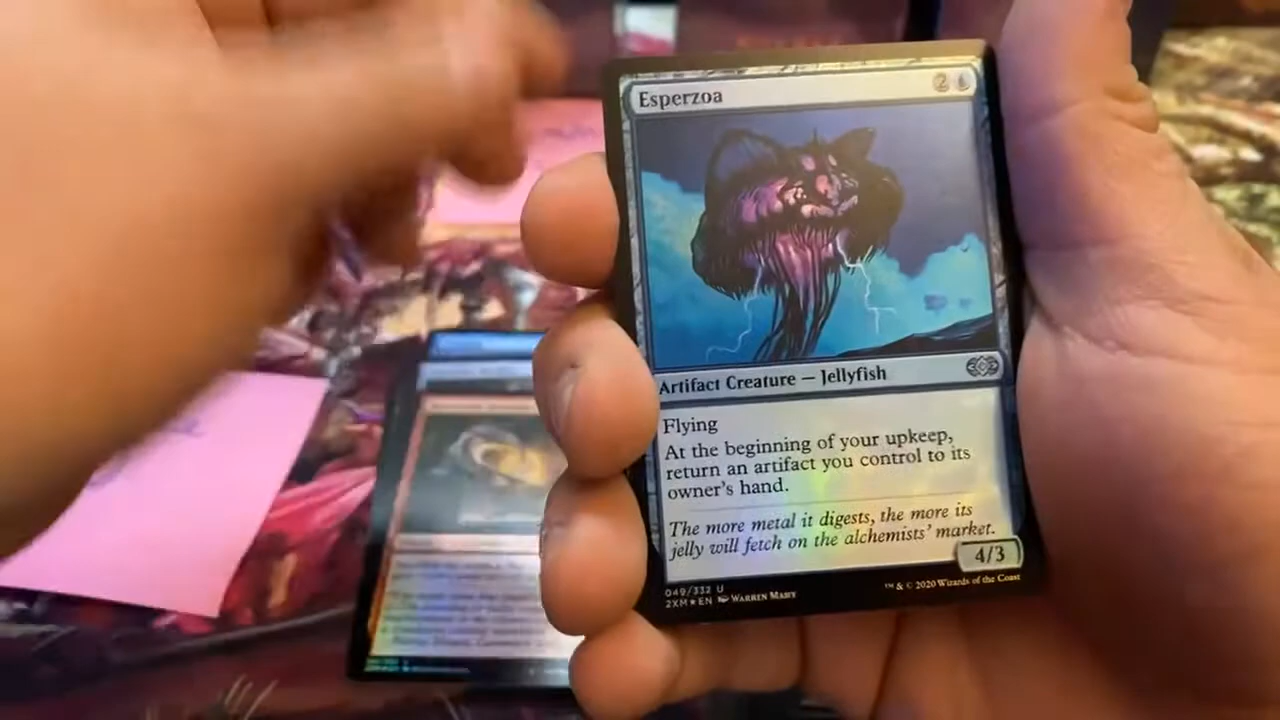 Esperzoa
2
Artifact Creature — Jellyfish
Flying
At the beginning of your upkeep,
return an artifact you control to its
owner's hand.
The more metal it digests, the more its
jelly will fetch on the alchemists' market.
4/3
049/332 U
2XM★EN Warren Mahy
™ & © 2020 Wizards of the Coast